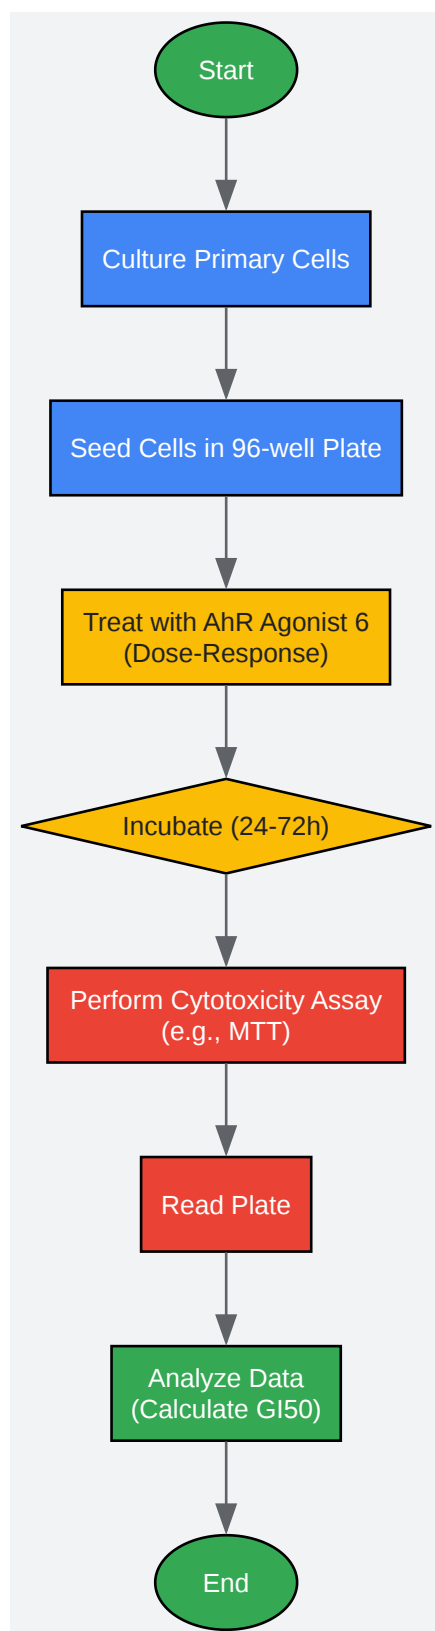 Start
Culture Primary Cells
Seed Cells in 96-well Plate
Treat with AhR Agonist 6
(Dose-Response)
Incubate (24-72h)
Perform Cytotoxicity Assay
(e.g., MTT)
Read Plate
Analyze Data
(Calculate GI50)
End